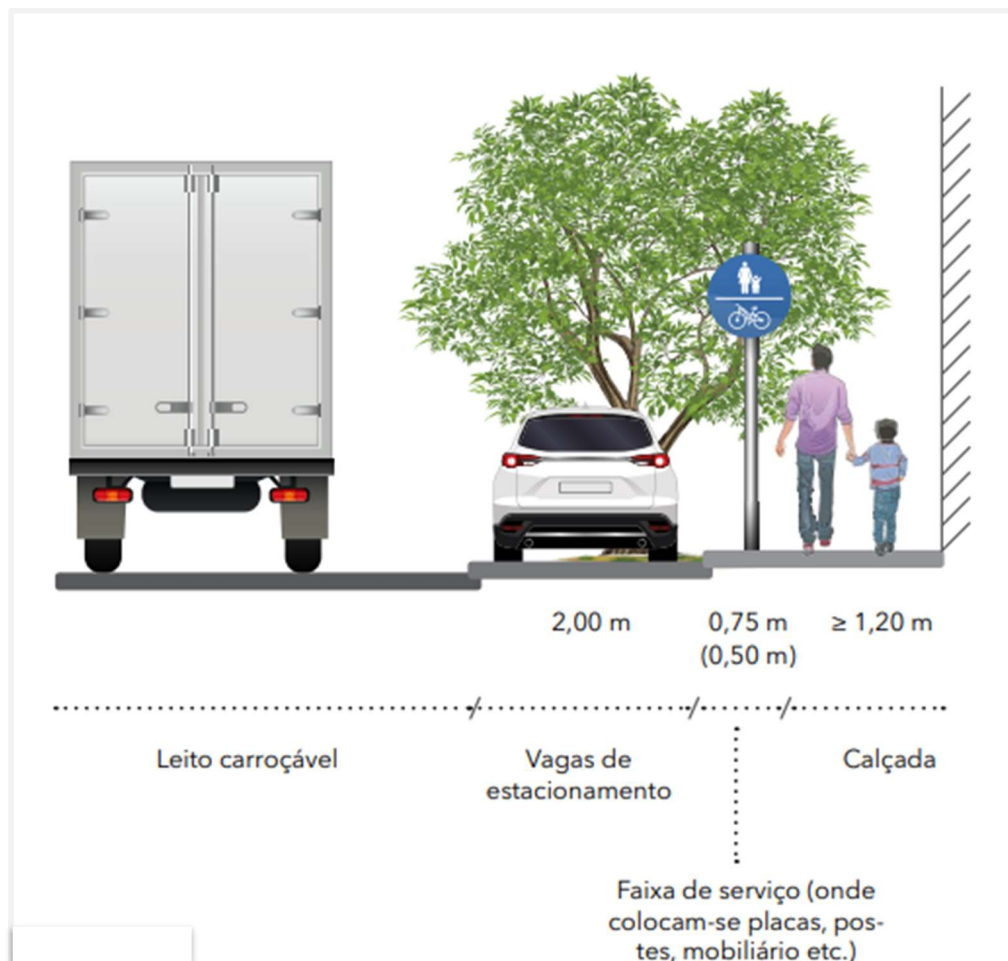 2,00 m
0,75 m
(0,50 m)
≥ 1,20 m
Leito carroçável
Vagas de
estacionamento
Calçada
Faixa de serviço (onde
colocam-se placas, pos-
tes, mobiliário etc.)